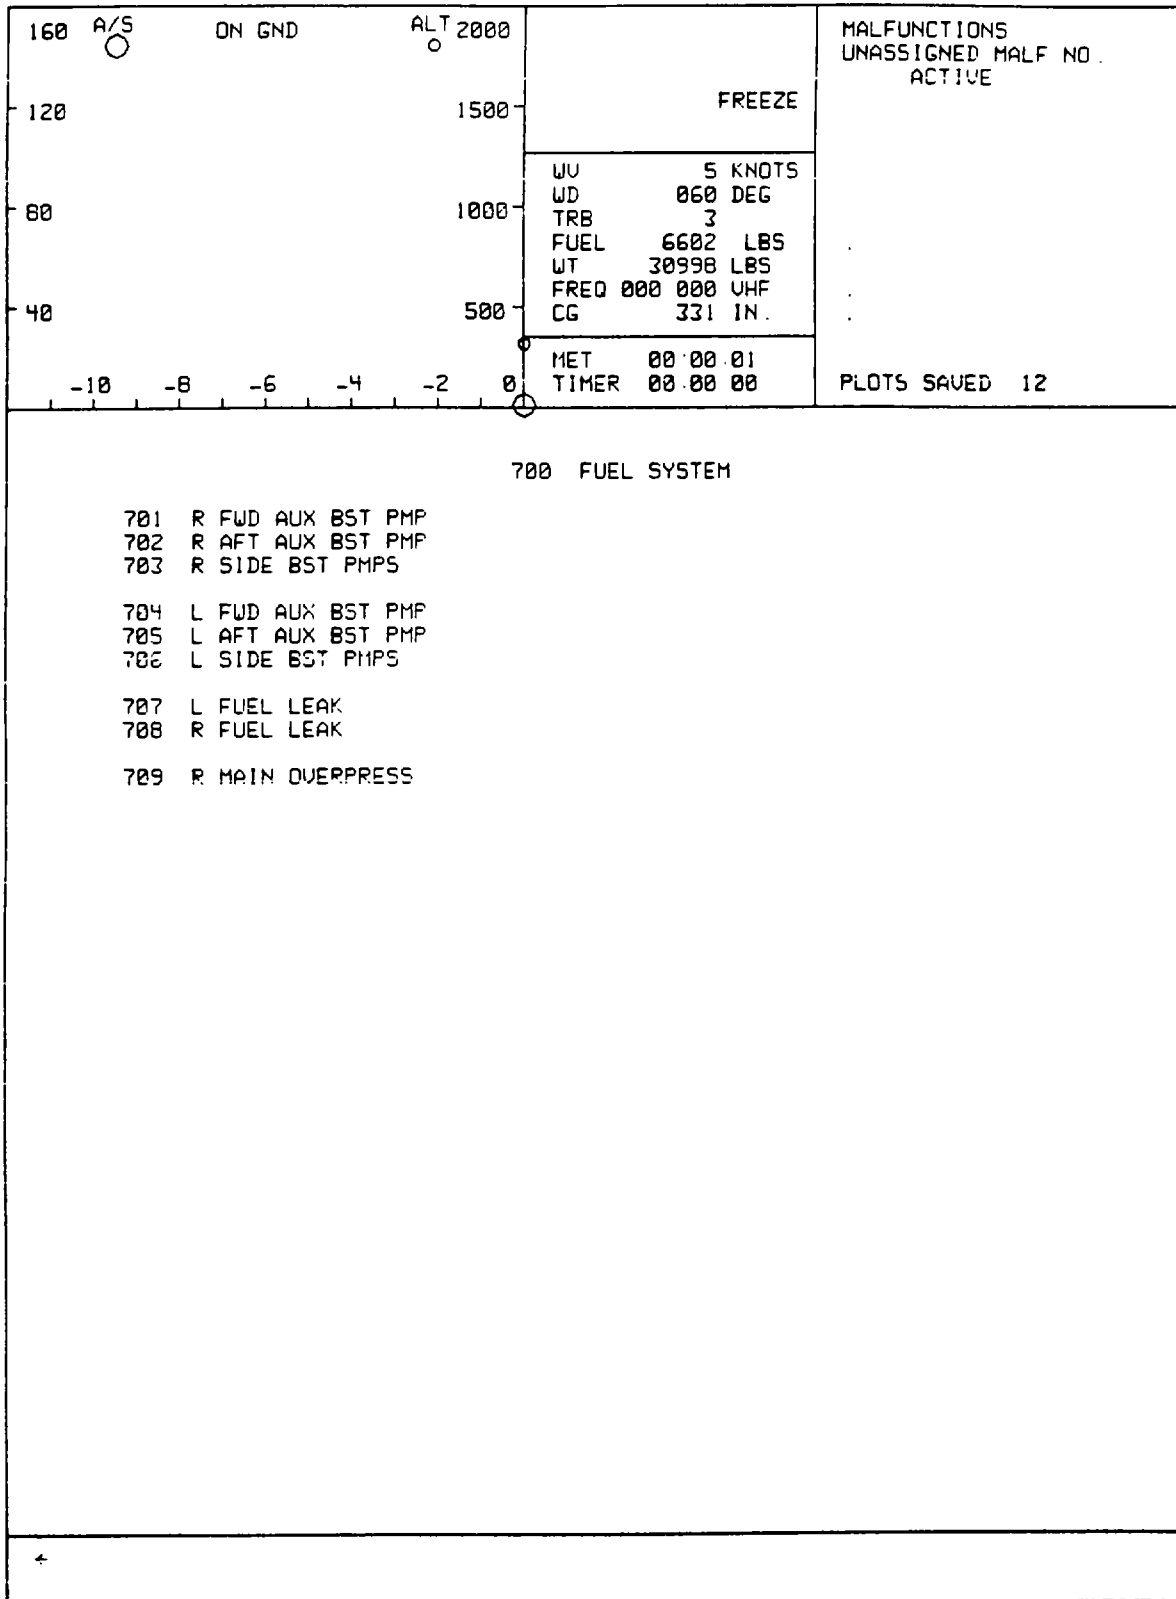 160 A/S ON GND ALT 2000
120 1500
80 1000
40 500
-10 -8 -6 -4 -2 0
FREEZE
WV 5 KNOTS
WD 060 DEG
TRB 3
FUEL 6602 LBS
WT 30998 LBS
FREQ 000 000 VHF
CG 331 IN.
MET 00:00:01
TIMER 00:00 00
MALFUNCTIONS
UNASSIGNED MALF NO.
ACTIVE
PLOTS SAVED 12
700 FUEL SYSTEM
701 R FWD AUX BST PMP
702 R AFT AUX BST PMP
703 R SIDE BST PMPS
704 L FWD AUX BST PMP
705 L AFT AUX BST PMP
706 L SIDE BST PMPS
707 L FUEL LEAK
708 R FUEL LEAK
709 R MAIN OVERPRESS